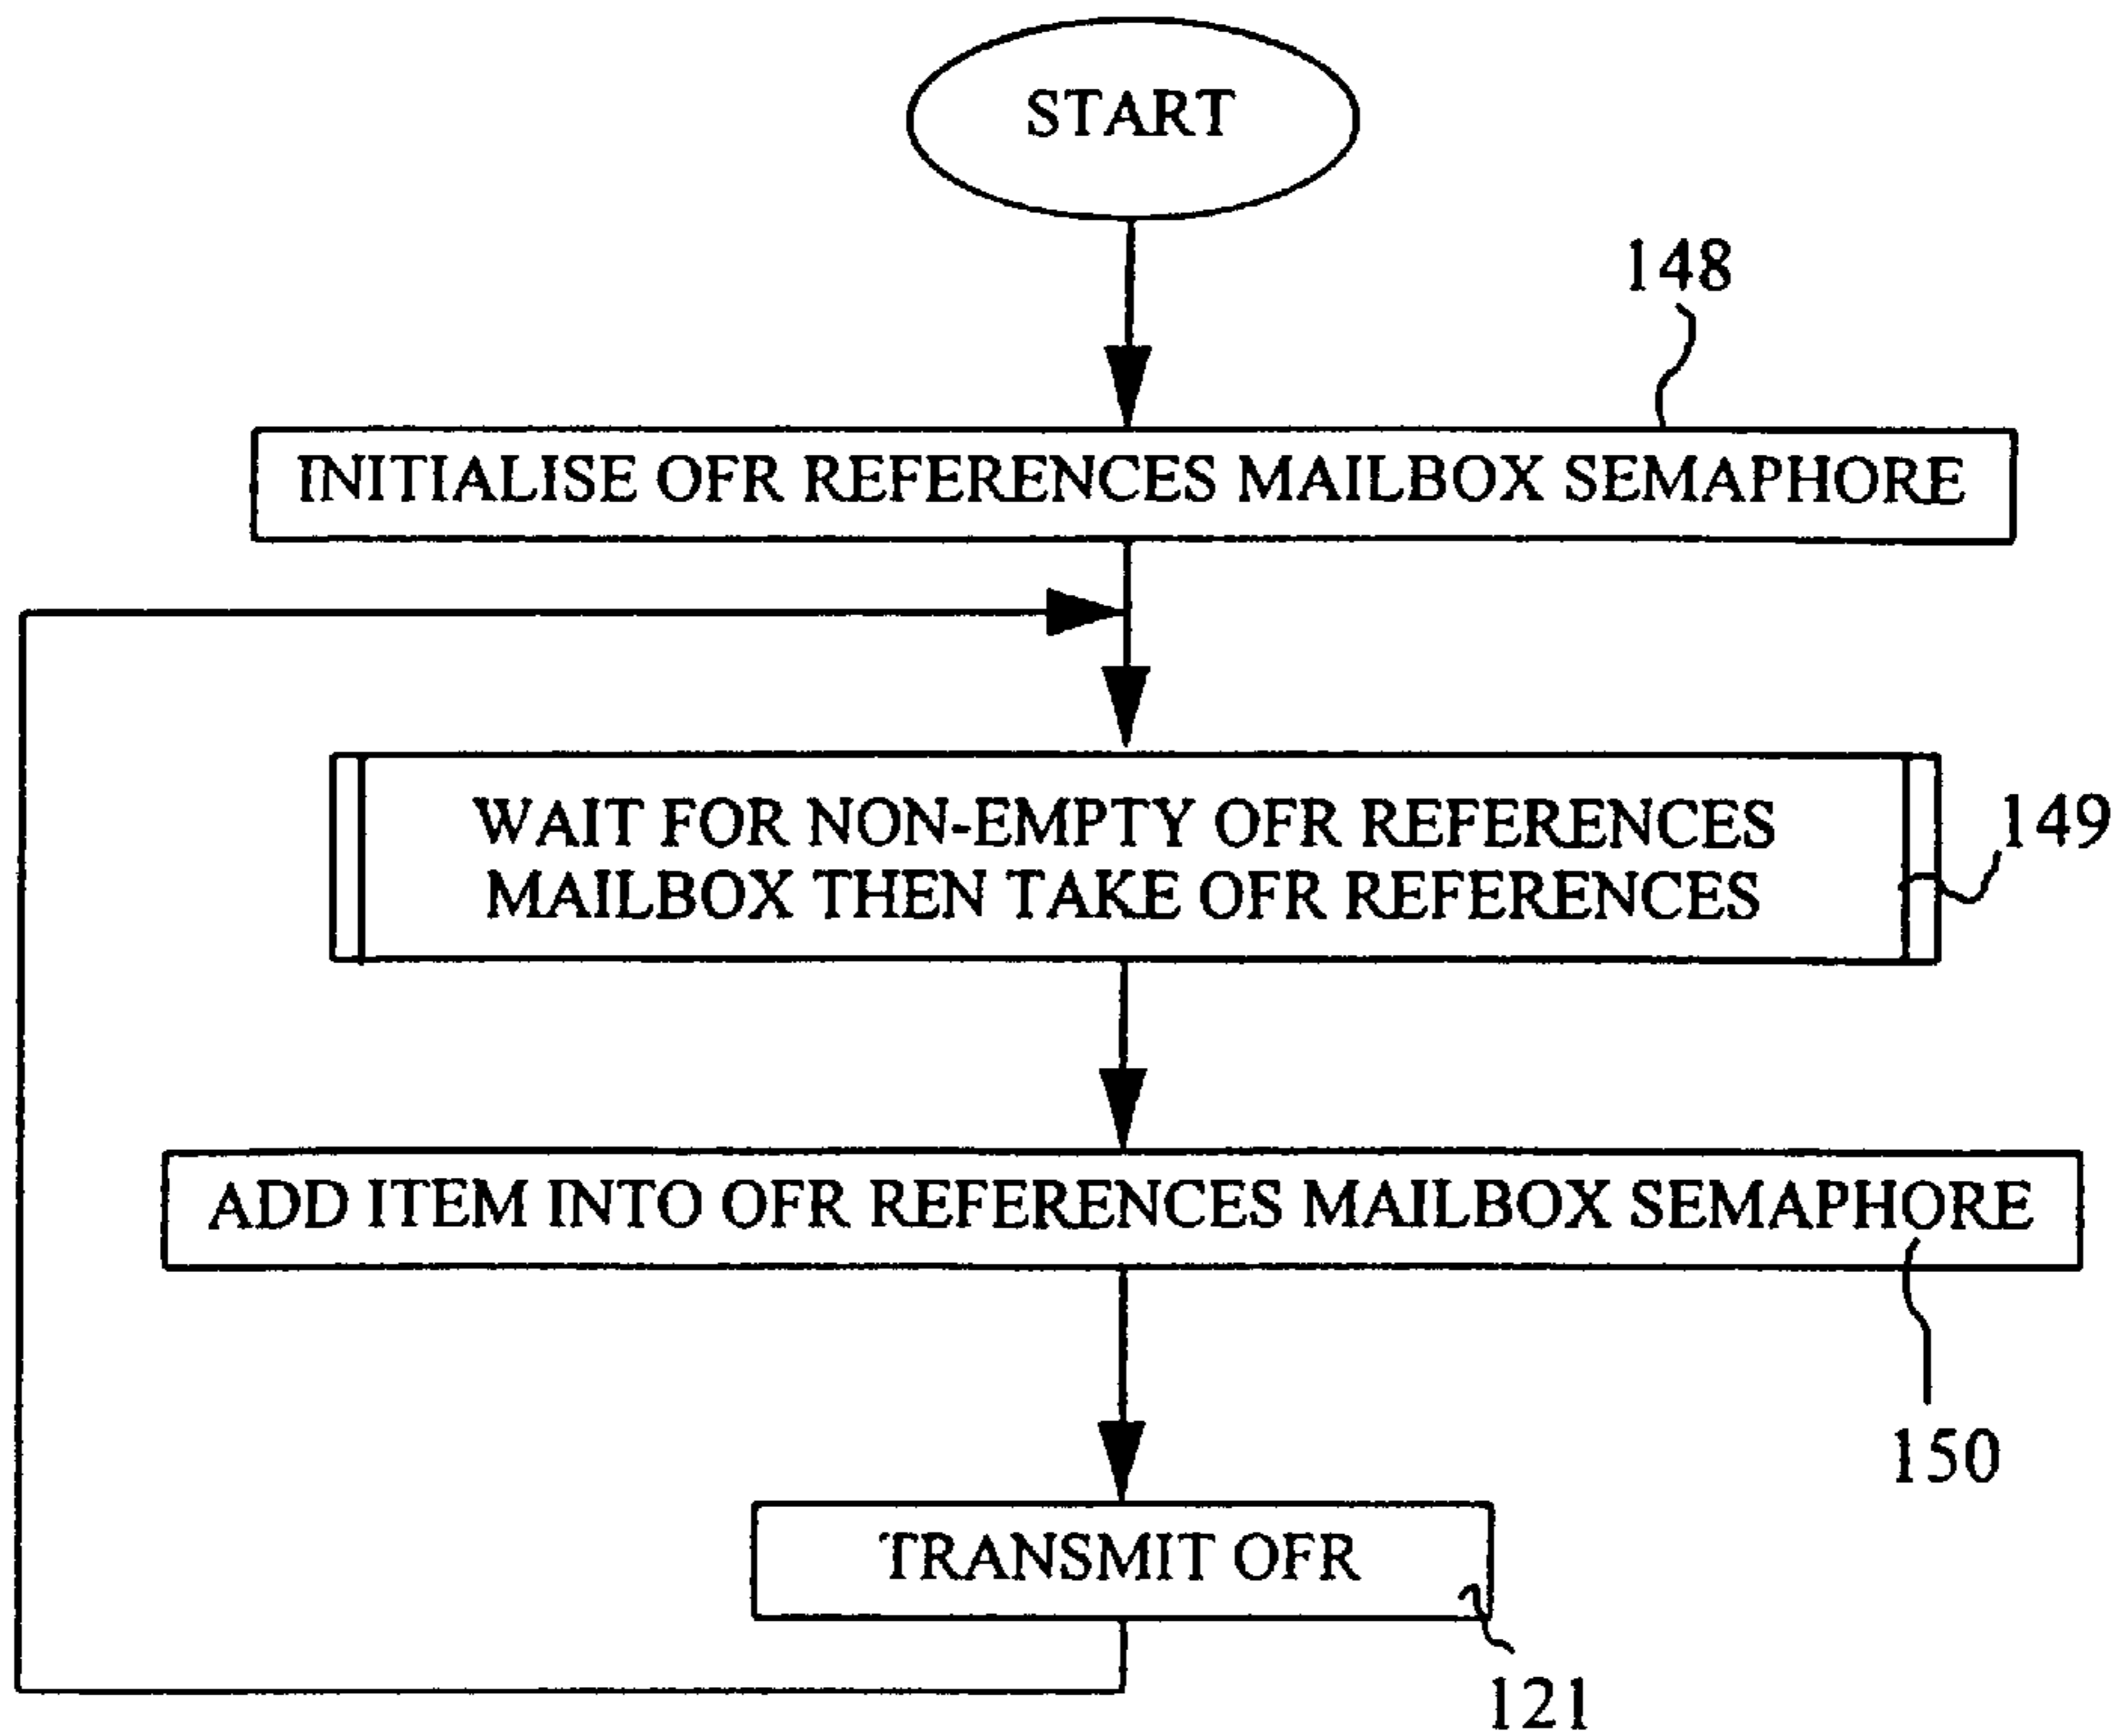 START
148
INITIALISE OFR REFERENCES MAILBOX SEMAPHORE
WAIT FOR NON-EMPTY OFR REFERENCES
MAILBOX THEN TAKE OFR REFERENCES
149
ADD ITEM INTO OFR REFERENCES MAILBOX SEMAPHORE
150
TRANSMIT OFR
121